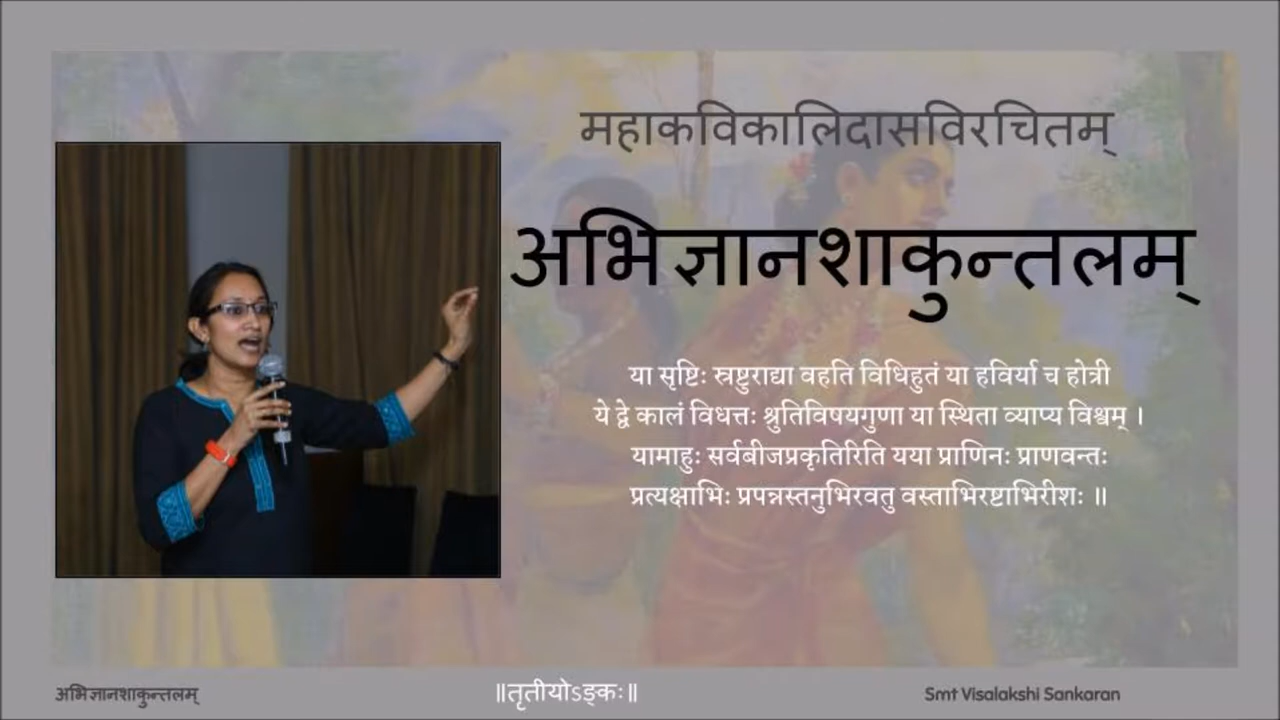 महाकविकालिदासविरचितम्
अभिज्ञानशाकुन्तलम्
या सृष्टिः स्रष्टुराद्या वहति विधिहुतं या हविर्या च होत्री
ये द्वे कालं विधत्तः श्रुतिविषयगुणा या स्थिता व्याप्य विश्वम् ।
यामाहुः सर्वबीजप्रकृतिरिति यया प्राणिनः प्राणवन्तः
प्रत्यक्षाभिः प्रपन्नस्तनुभिरवतु वस्ताभिरष्टाभिरीशः ॥
अभिज्ञानशाकुन्तलम्
॥तृतीयोऽङ्कः॥
Smt Visalakshi Sankaran